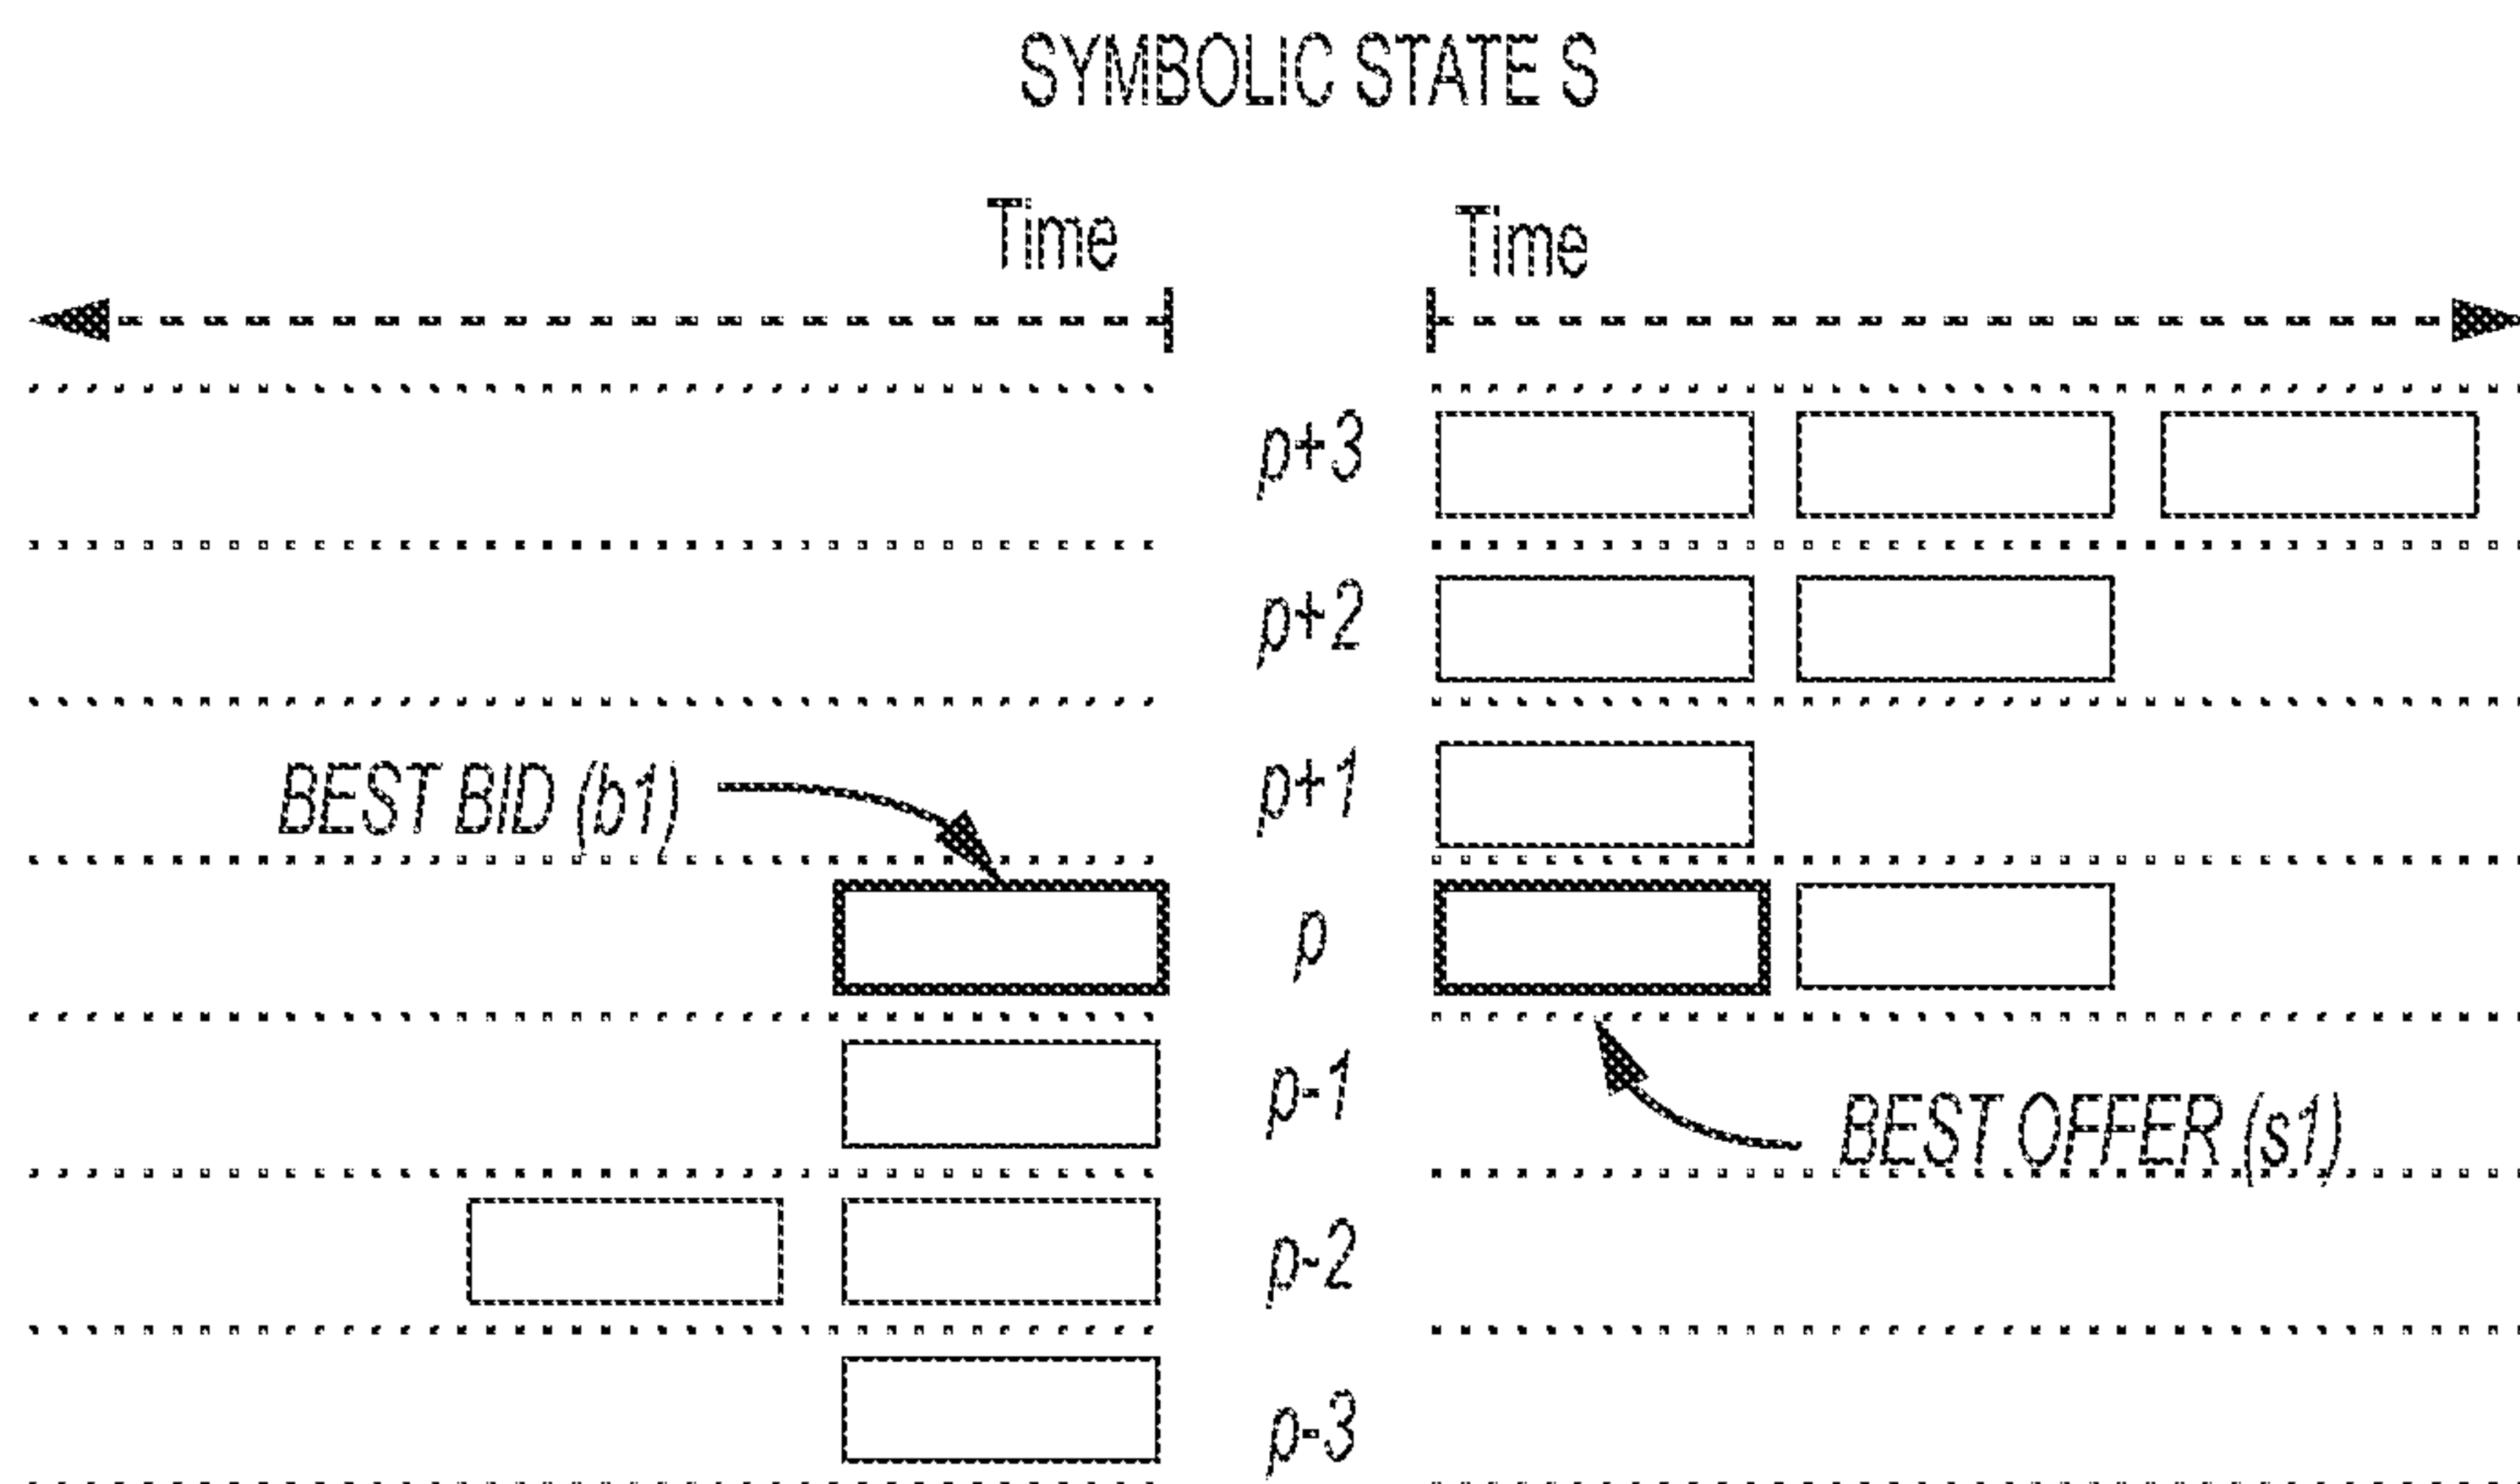 SYMBOLIC STATE S
Time Time
p+3
p+2
BEST BID (b1) p+1
p
p-1
BEST OFFER (s1)
p-2
p-3